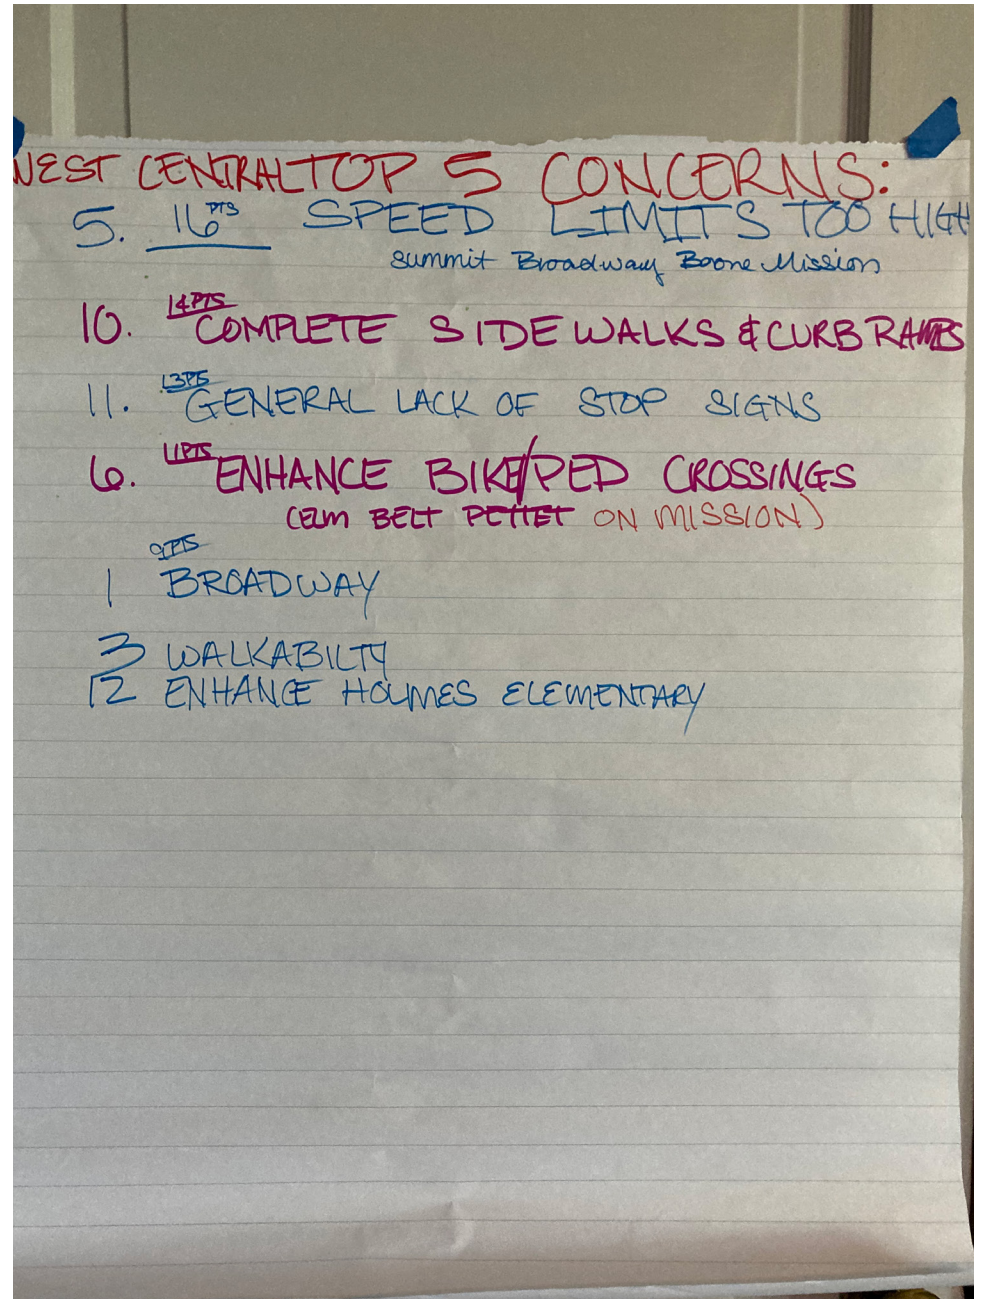 WEST CENTRAL TOP 5 CONCERNS:
5. 16 PTS SPEED LIMITS TOO HIGH
Summit Broadway Boone Mission
14 PTS
10. COMPLETE SIDEWALKS & CURB RAMPS
13 PTS
11. GENERAL LACK OF STOP SIGNS
11 PTS
6. ENHANCE BIKE/PED CROSSINGS
(ELM BELT PETTET ON MISSION)
9 PTS
1 BROADWAY
3 WALKABILTY
12 ENHANCE HOLMES ELEMENTARY